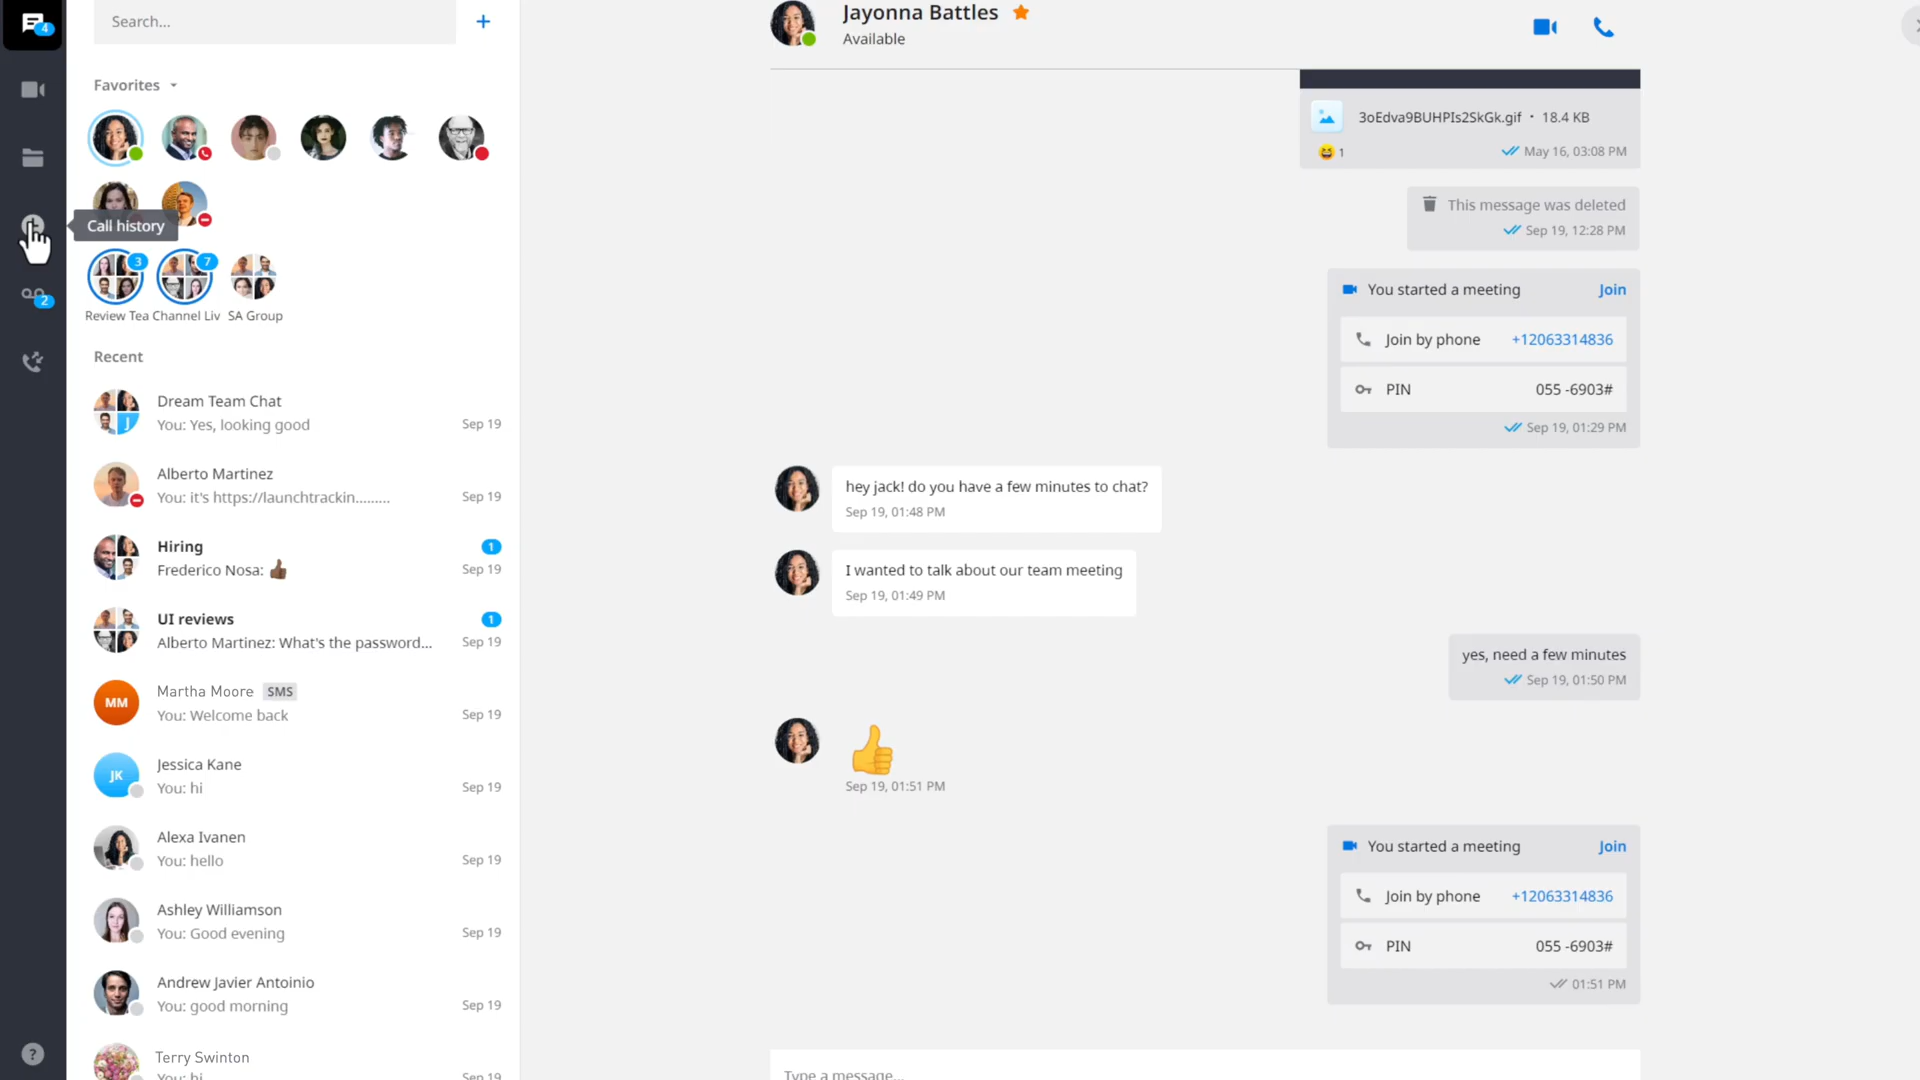 4
Search...
+
Favorites
Call history
3
7
Review Tea
Channel Liv
SA Group
2
Recent
Dream Team Chat
You: Yes, looking good
Sep 19
J
Alberto Martinez
You: it's https://launchtrackin.........
Sep 19
Hiring
1
Frederico Nosa: 👍🏾
Sep 19
UI reviews
1
Alberto Martinez: What's the password...
Sep 19
MM
Martha Moore SMS
You: Welcome back
Sep 19
JK
Jessica Kane
You: hi
Sep 19
Alexa Ivanen
You: hello
Sep 19
Ashley Williamson
You: Good evening
Sep 19
Andrew Javier Antoinio
You: good morning
Sep 19
Terry Swinton
You: hi
Sep 19
?
Jayonna Battles
Available
3oEdva9BUHPIs2SkGk.gif • 18.4 KB
😆 1
May 16, 03:08 PM
This message was deleted
Sep 19, 12:28 PM
You started a meeting Join
Join by phone +12063314836
PIN 055 -6903#
Sep 19, 01:29 PM
hey jack! do you have a few minutes to chat?
Sep 19, 01:48 PM
I wanted to talk about our team meeting
Sep 19, 01:49 PM
yes, need a few minutes
Sep 19, 01:50 PM
👍
Sep 19, 01:51 PM
You started a meeting Join
Join by phone +12063314836
PIN 055 -6903#
01:51 PM
Type a message...